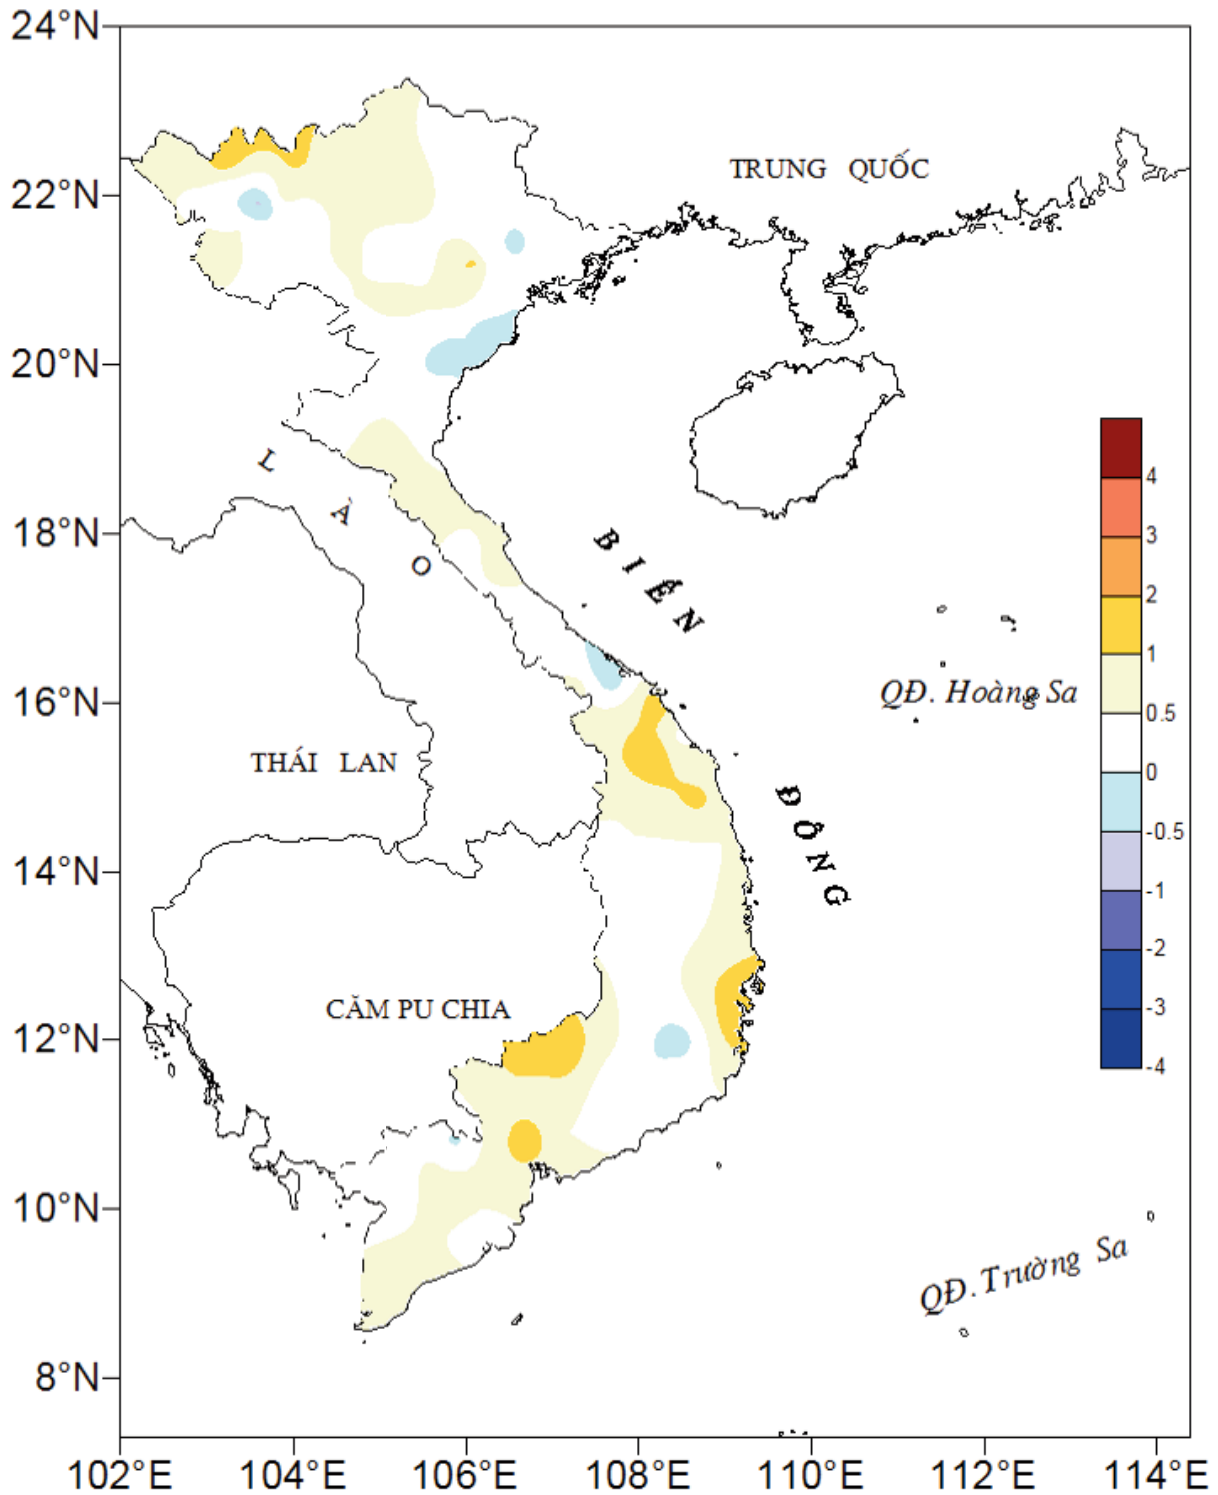 24°N
TRUNG QUỐC
22°N
20°N
L
À
O
18°N
BIỂN
4
3
2
1
0.5
0
-0.5
-1
-2
-3
-4
16°N
QĐ. Hoàng Sa
THÁI LAN
ĐÔNG
14°N
CĂM PU CHIA
12°N
10°N
QĐ. Trường Sa
8°N
102°E 104°E 106°E 108°E 110°E 112°E 114°E